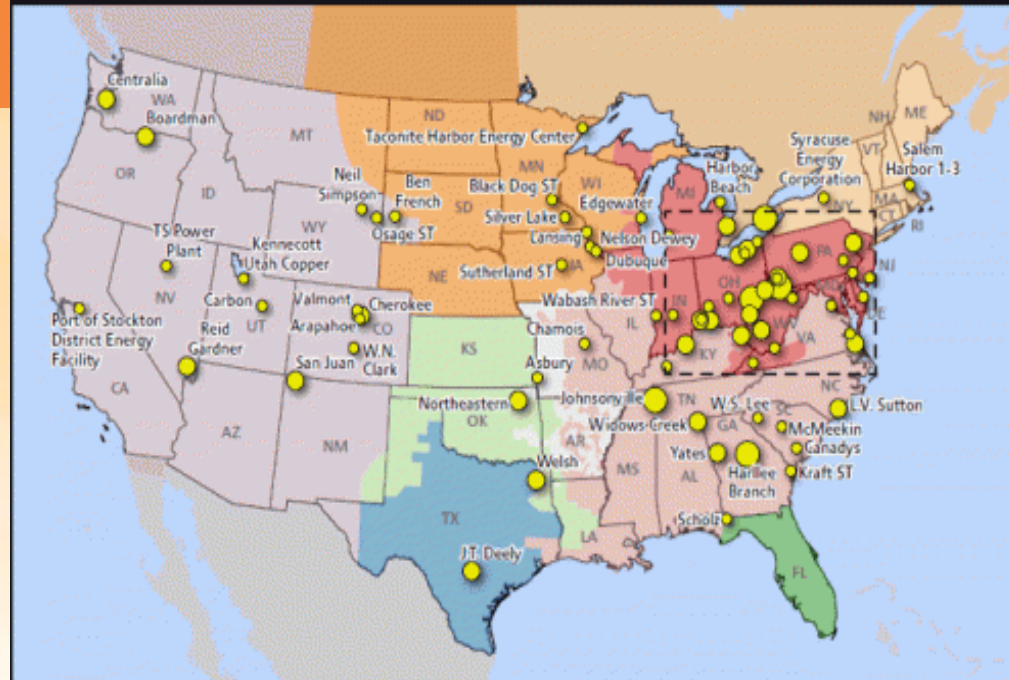 Centralia
WA
Boardman
OR
ID
MT
WY
ND
SD
NE
MN
WI
MI
Taconite Harbor Energy Center
Neil
Simpson
Ben
French
Osage ST
Black Dog ST
Silver Lake
Lansing
Edgewater
Nelson Dewey
Dubuque
Sutherland ST
IA
Harbor
Beach
Syracuse
Energy
Corporation
NH
ME
VT
Salem
Harbor 1-3
NY
MA
CT
RI
PA
NJ
DE
OH
IN
IL
WV
VA
KY
TS Power
Plant
Kennecott
Utah Copper
NV
Carbon
UT
Valmont
Cherokee
Arapahoe
CO
W.N.
Clark
Port of Stockton
District Energy
Facility
CA
Reid
Gardner
San Juan
AZ
NM
KS
Wabash River ST
Chamois
MO
Asbury
Northeastern
OK
AR
Welsh
TX
J.T. Deely
LA
Johnsonville
TN
Widows Creek
MS
AL
GA
Yates
Harllee
Branch
W.S. Lee
SC
NC
L.V. Sutton
McMeekin
Canadys
Kraft ST
Scholz
FL